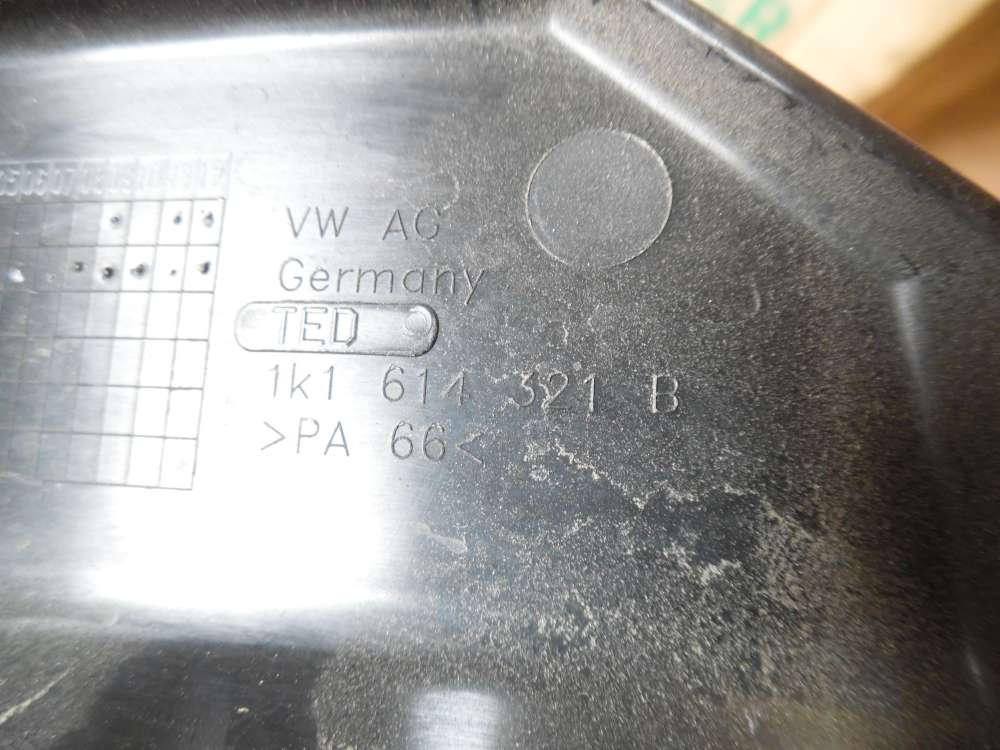 VW AG
Germany
TED
1k1 614 321 B
>PA 66<